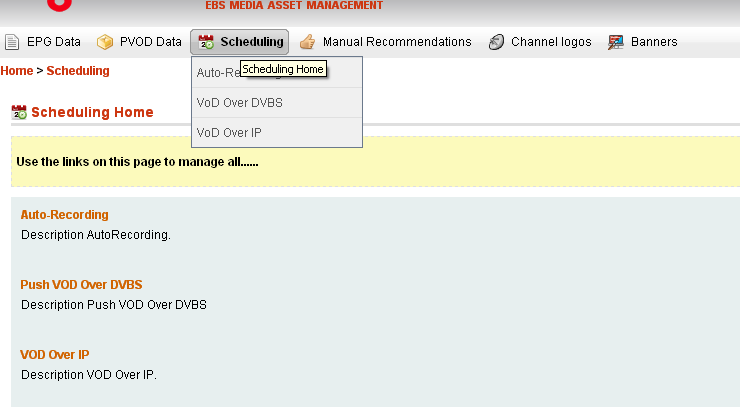 EBS MEDIA ASSET MANAGEMENT
EPG Data PVOD Data Scheduling Manual Recommendations Channel logos Banners
Home > Scheduling
Scheduling Home
Auto-Re
VoD Over DVBS
VoD Over IP
Scheduling Home
Use the links on this page to manage all......
Auto-Recording
Description AutoRecording.
Push VOD Over DVBS
Description Push VOD Over DVBS
VOD Over IP
Description VOD Over IP.